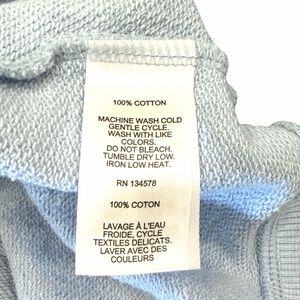 100% COTTON
MACHINE WASH COLD
GENTLE CYCLE.
WASH WITH LIKE
COLORS.
DO NOT BLEACH.
TUMBLE DRY LOW.
IRON LOW HEAT.
RN 134578
100% COTON
LAVAGE À L'EAU
FROIDE, CYCLE
TEXTILES DELICATS.
LAVER AVEC DES
COULEURS